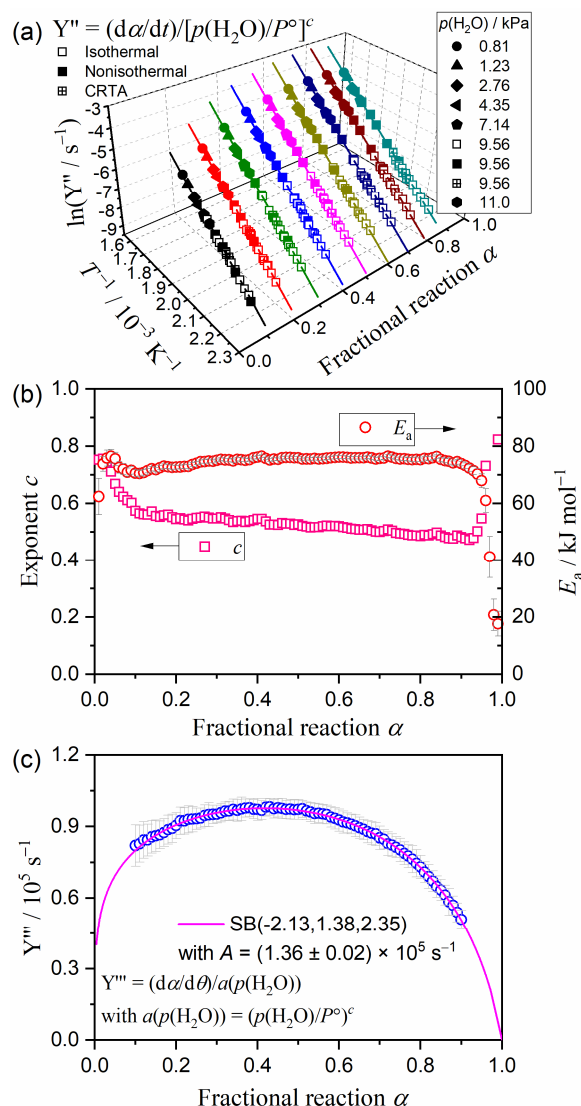 (a) Y'' = (dα/dt)/[p(H₂O)/P°]ᶜ
Isothermal
Nonisothermal
CRTA
p(H₂O) / kPa
0.81
1.23
2.76
4.35
7.14
9.56
9.56
9.56
11.0
ln(Y'' / s⁻¹)
-3
-4
-5
-6
-7
-8
-9
1.6
1.7
1.8
1.9
2.0
2.1
2.2
2.3
T⁻¹ / 10⁻³ K⁻¹
0.0
0.2
0.4
0.6
0.8
1.0
Fractional reaction α
(b)
1.0
0.8
0.6
0.4
0.2
0.0
Exponent c
Eₐ
c
100
80
60
40
20
0
Eₐ / kJ mol⁻¹
0.0 0.2 0.4 0.6 0.8 1.0
Fractional reaction α
(c)
1.2
0.9
0.6
0.3
0.0
Y''' / 10⁵ s⁻¹
SB(-2.13,1.38,2.35)
with A = (1.36 ± 0.02) × 10⁵ s⁻¹
Y''' = (dα/dθ)/a(p(H₂O))
with a(p(H₂O)) = (p(H₂O)/P°)ᶜ
0.0 0.2 0.4 0.6 0.8 1.0
Fractional reaction α